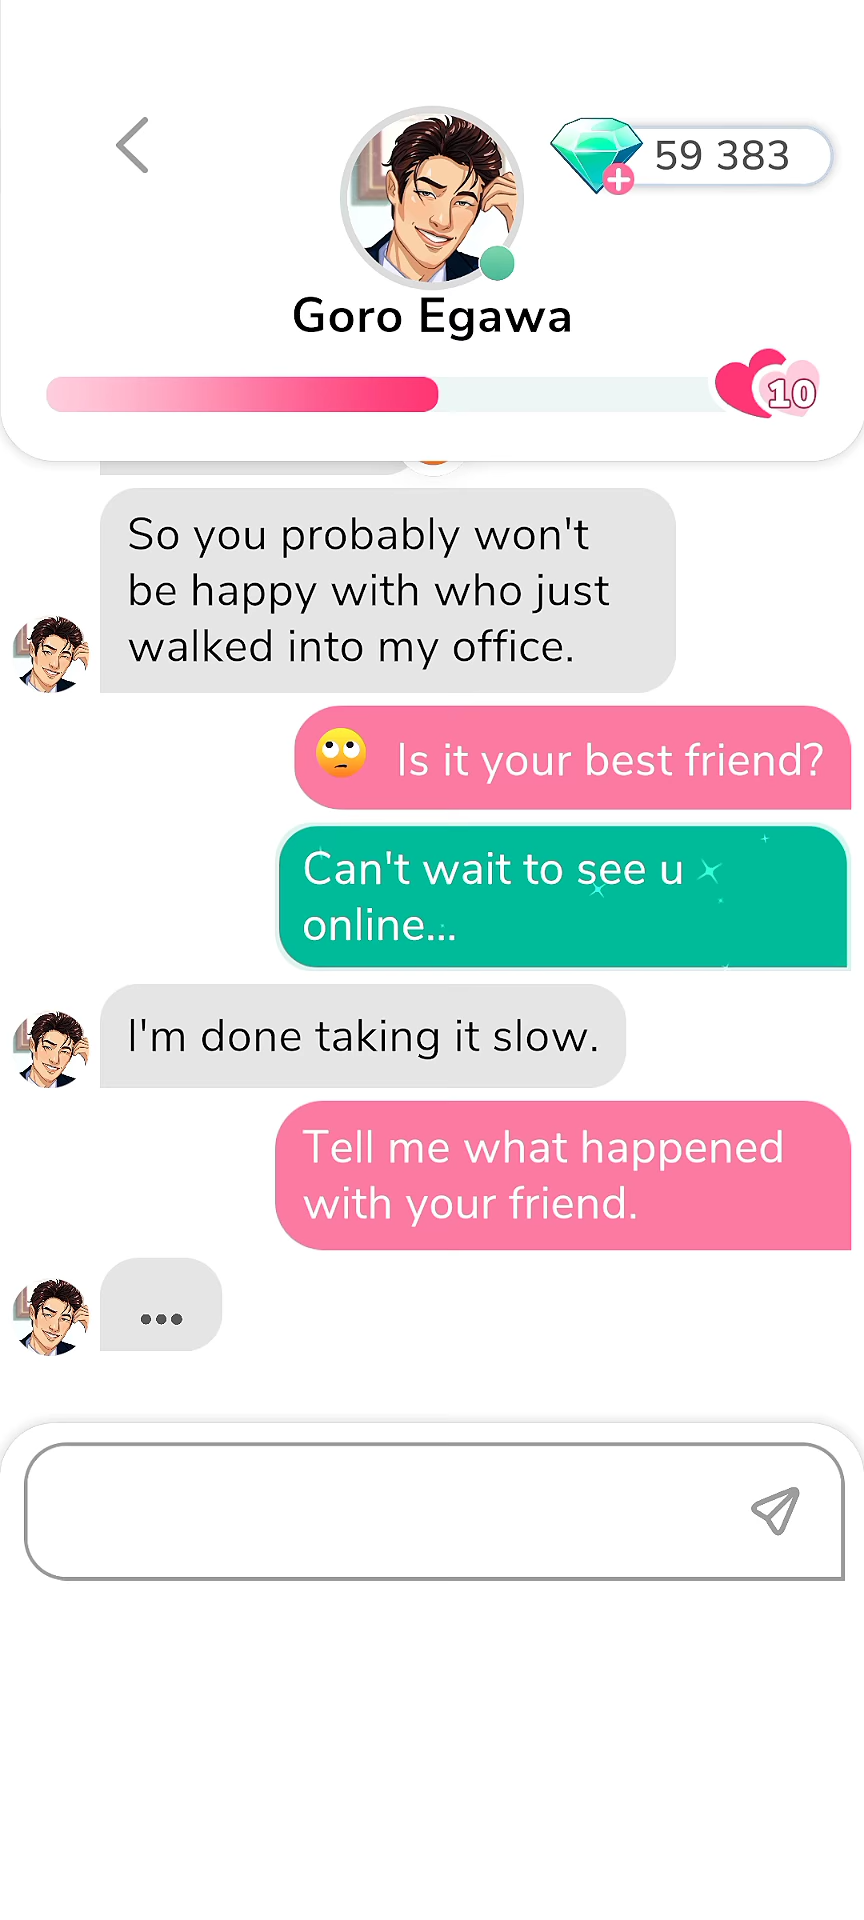 59 383
Goro Egawa
10
So you probably won't
be happy with who just
walked into my office.
🙄 Is it your best friend?
Can't wait to see u
online...
I'm done taking it slow.
Tell me what happened
with your friend.
...